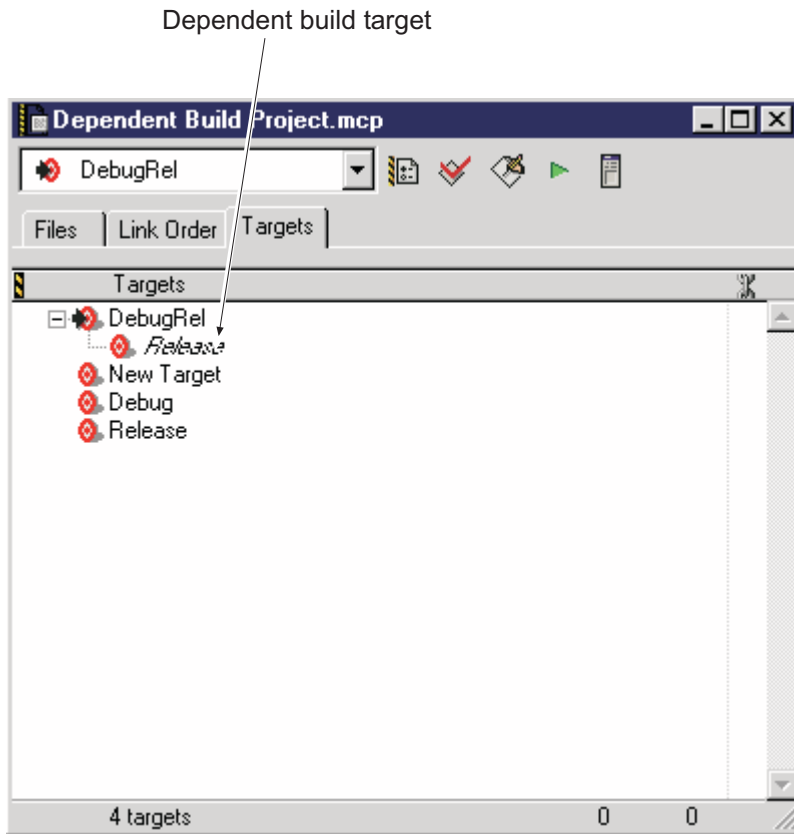 Dependent build target
Dependent Build Project.mcp
DebugRel
Files Link Order Targets
Targets
DebugRel
Release
New Target
Debug
Release
4 targets 0 0